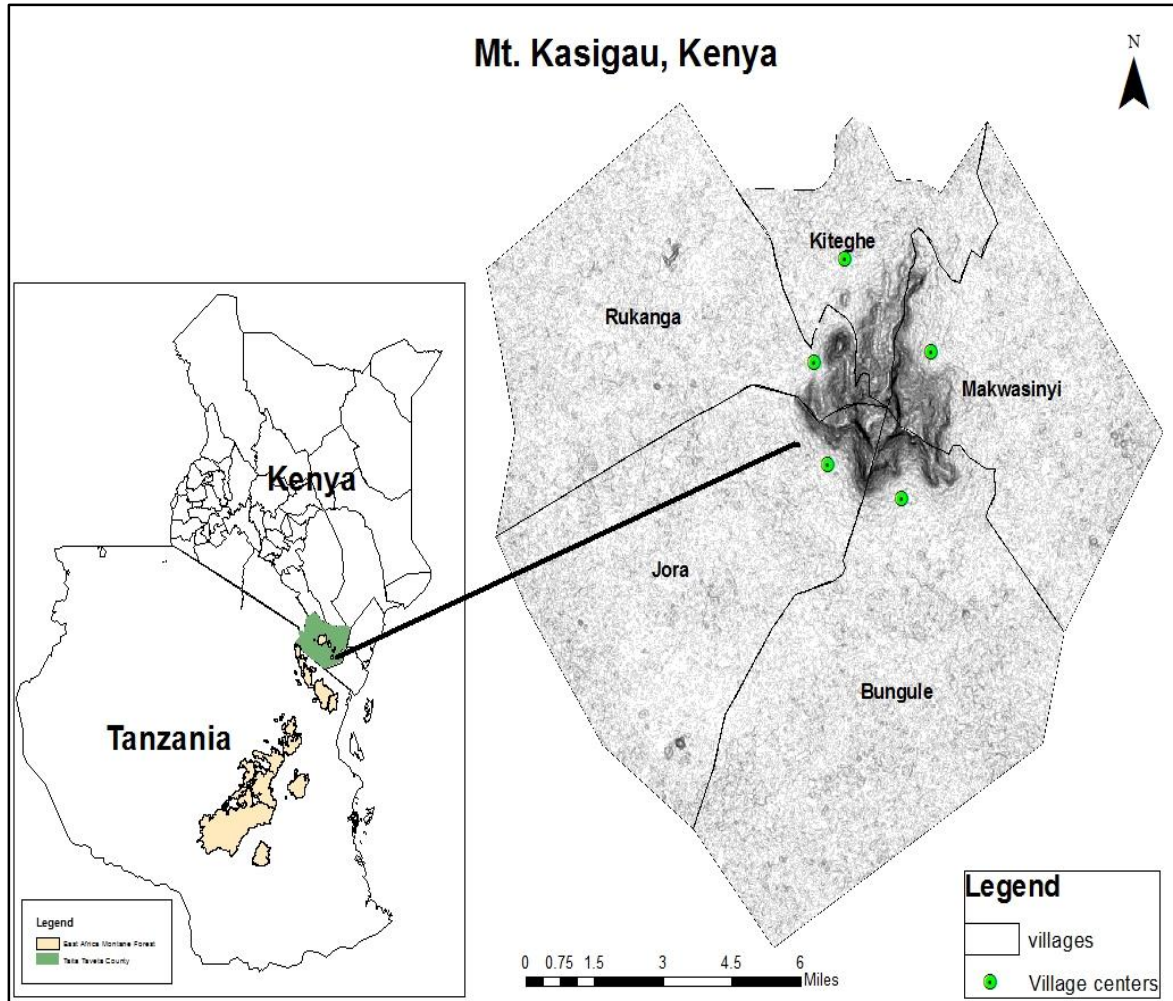 Mt. Kasigau, Kenya
N
Kiteghe
Rukanga
Makwasinyi
Kenya
Jora
Bungule
Tanzania
Legend
East Africa Montane Forest
Taita Taveta County
0 0.75 1.5 3 4.5 6
Miles
Legend
villages
Village centers